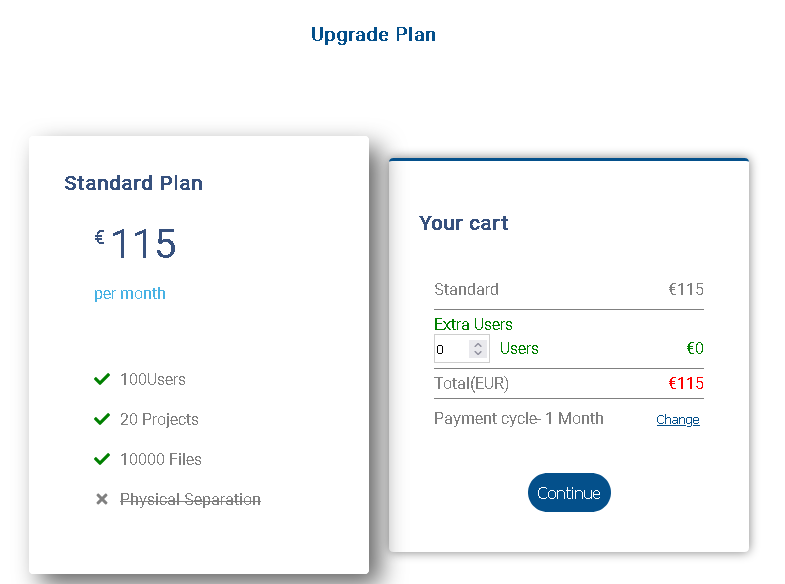 Upgrade Plan
Standard Plan
€115
per month
100Users
20 Projects
10000 Files
Physical Separation
Your cart
Standard €115
Extra Users
0 Users €0
Total(EUR) €115
Payment cycle- 1 Month Change
Continue